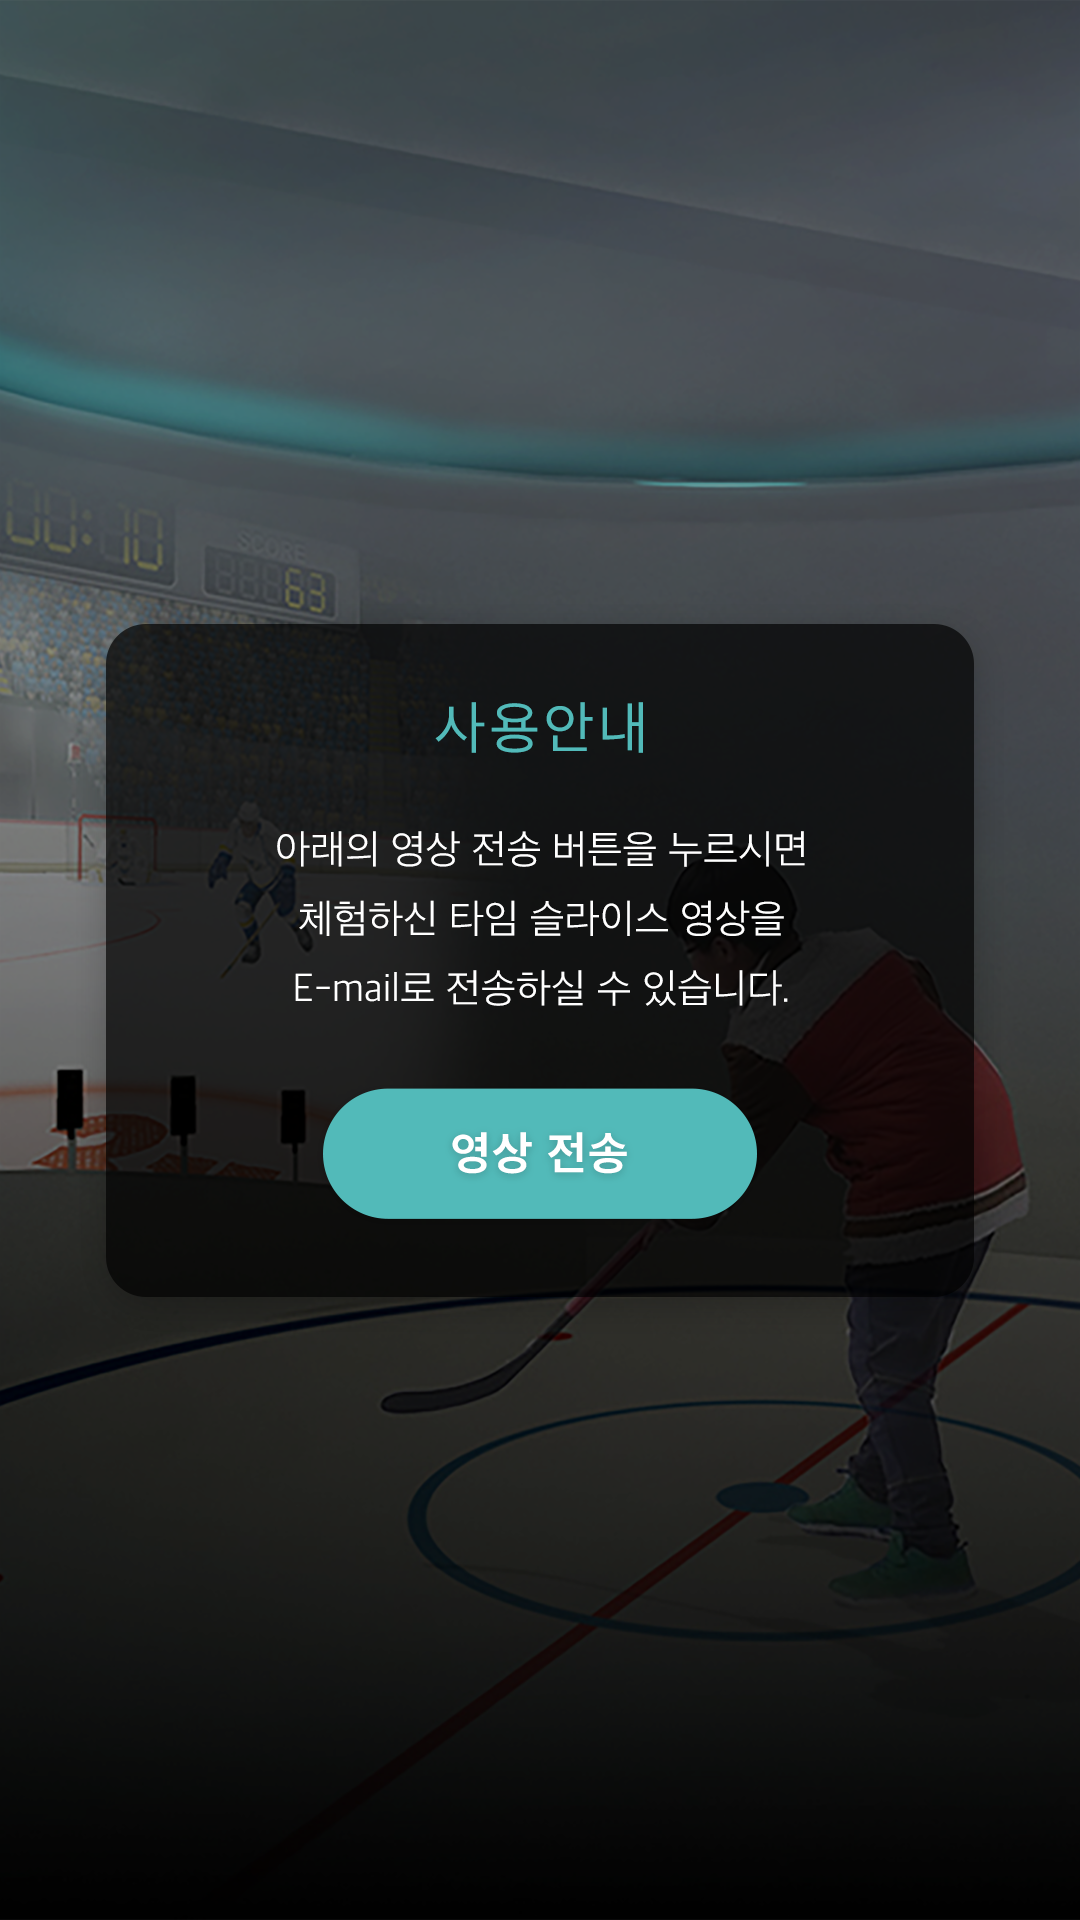 00:10
SCORE
63
사용안내
아래의 영상 전송 버튼을 누르시면
체험하신 타임 슬라이스 영상을
E-mail로 전송하실 수 있습니다.
영상 전송